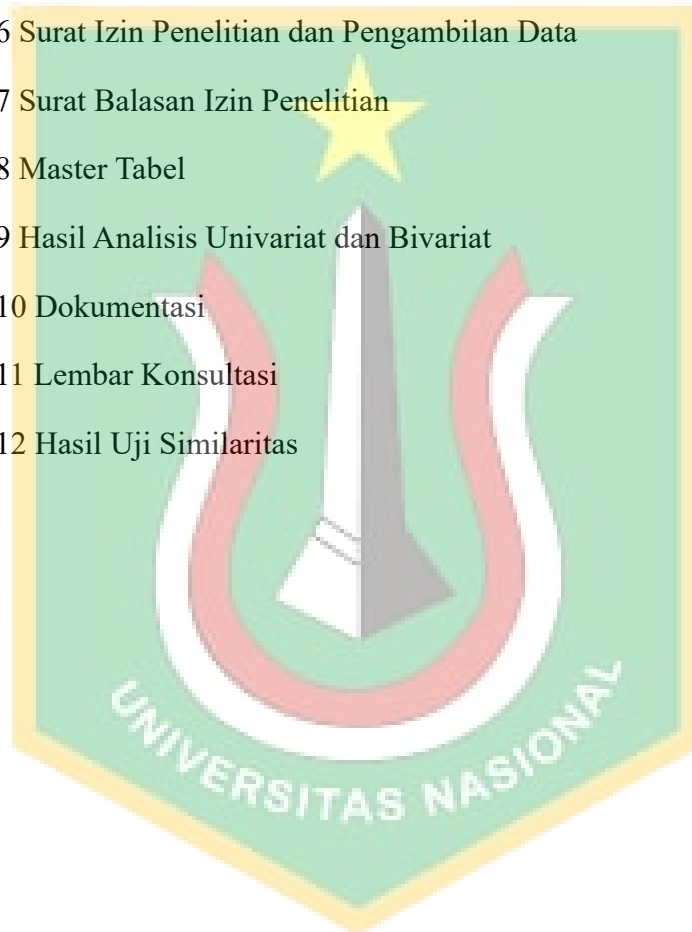 6 Surat Izin Penelitian dan Pengambilan Data
7 Surat Balasan Izin Penelitian
8 Master Tabel
9 Hasil Analisis Univariat dan Bivariat
10 Dokumentasi
11 Lembar Konsultasi
12 Hasil Uji Similaritas
UNIVERSITAS NASIONAL